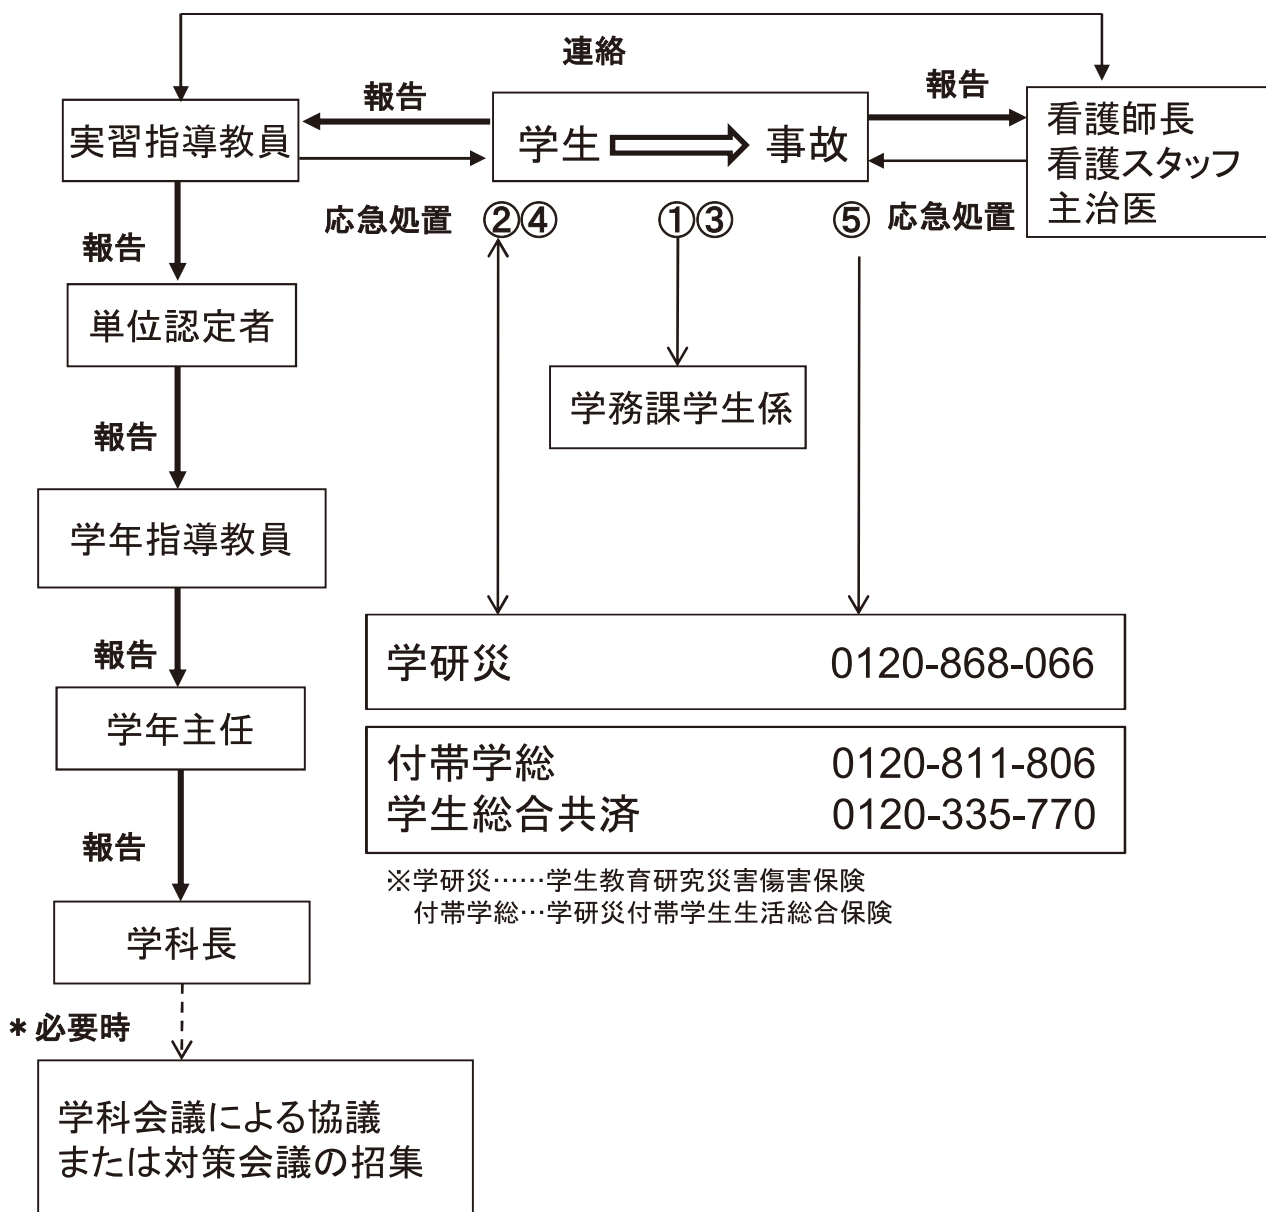 連絡
報告
報告
実習指導教員
学生
事故
看護師長
看護スタッフ
主治医
応急処置
②④
①③
⑤
応急処置
報告
単位認定者
学務課学生係
報告
学年指導教員
報告
学研災 0120-868-066
学年主任
付帯学総 0120-811-806
学生総合共済 0120-335-770
報告
※学研災……学生教育研究災害傷害保険
付帯学総…学研災付帯学生生活総合保険
学科長
*必要時
学科会議による協議
または対策会議の招集